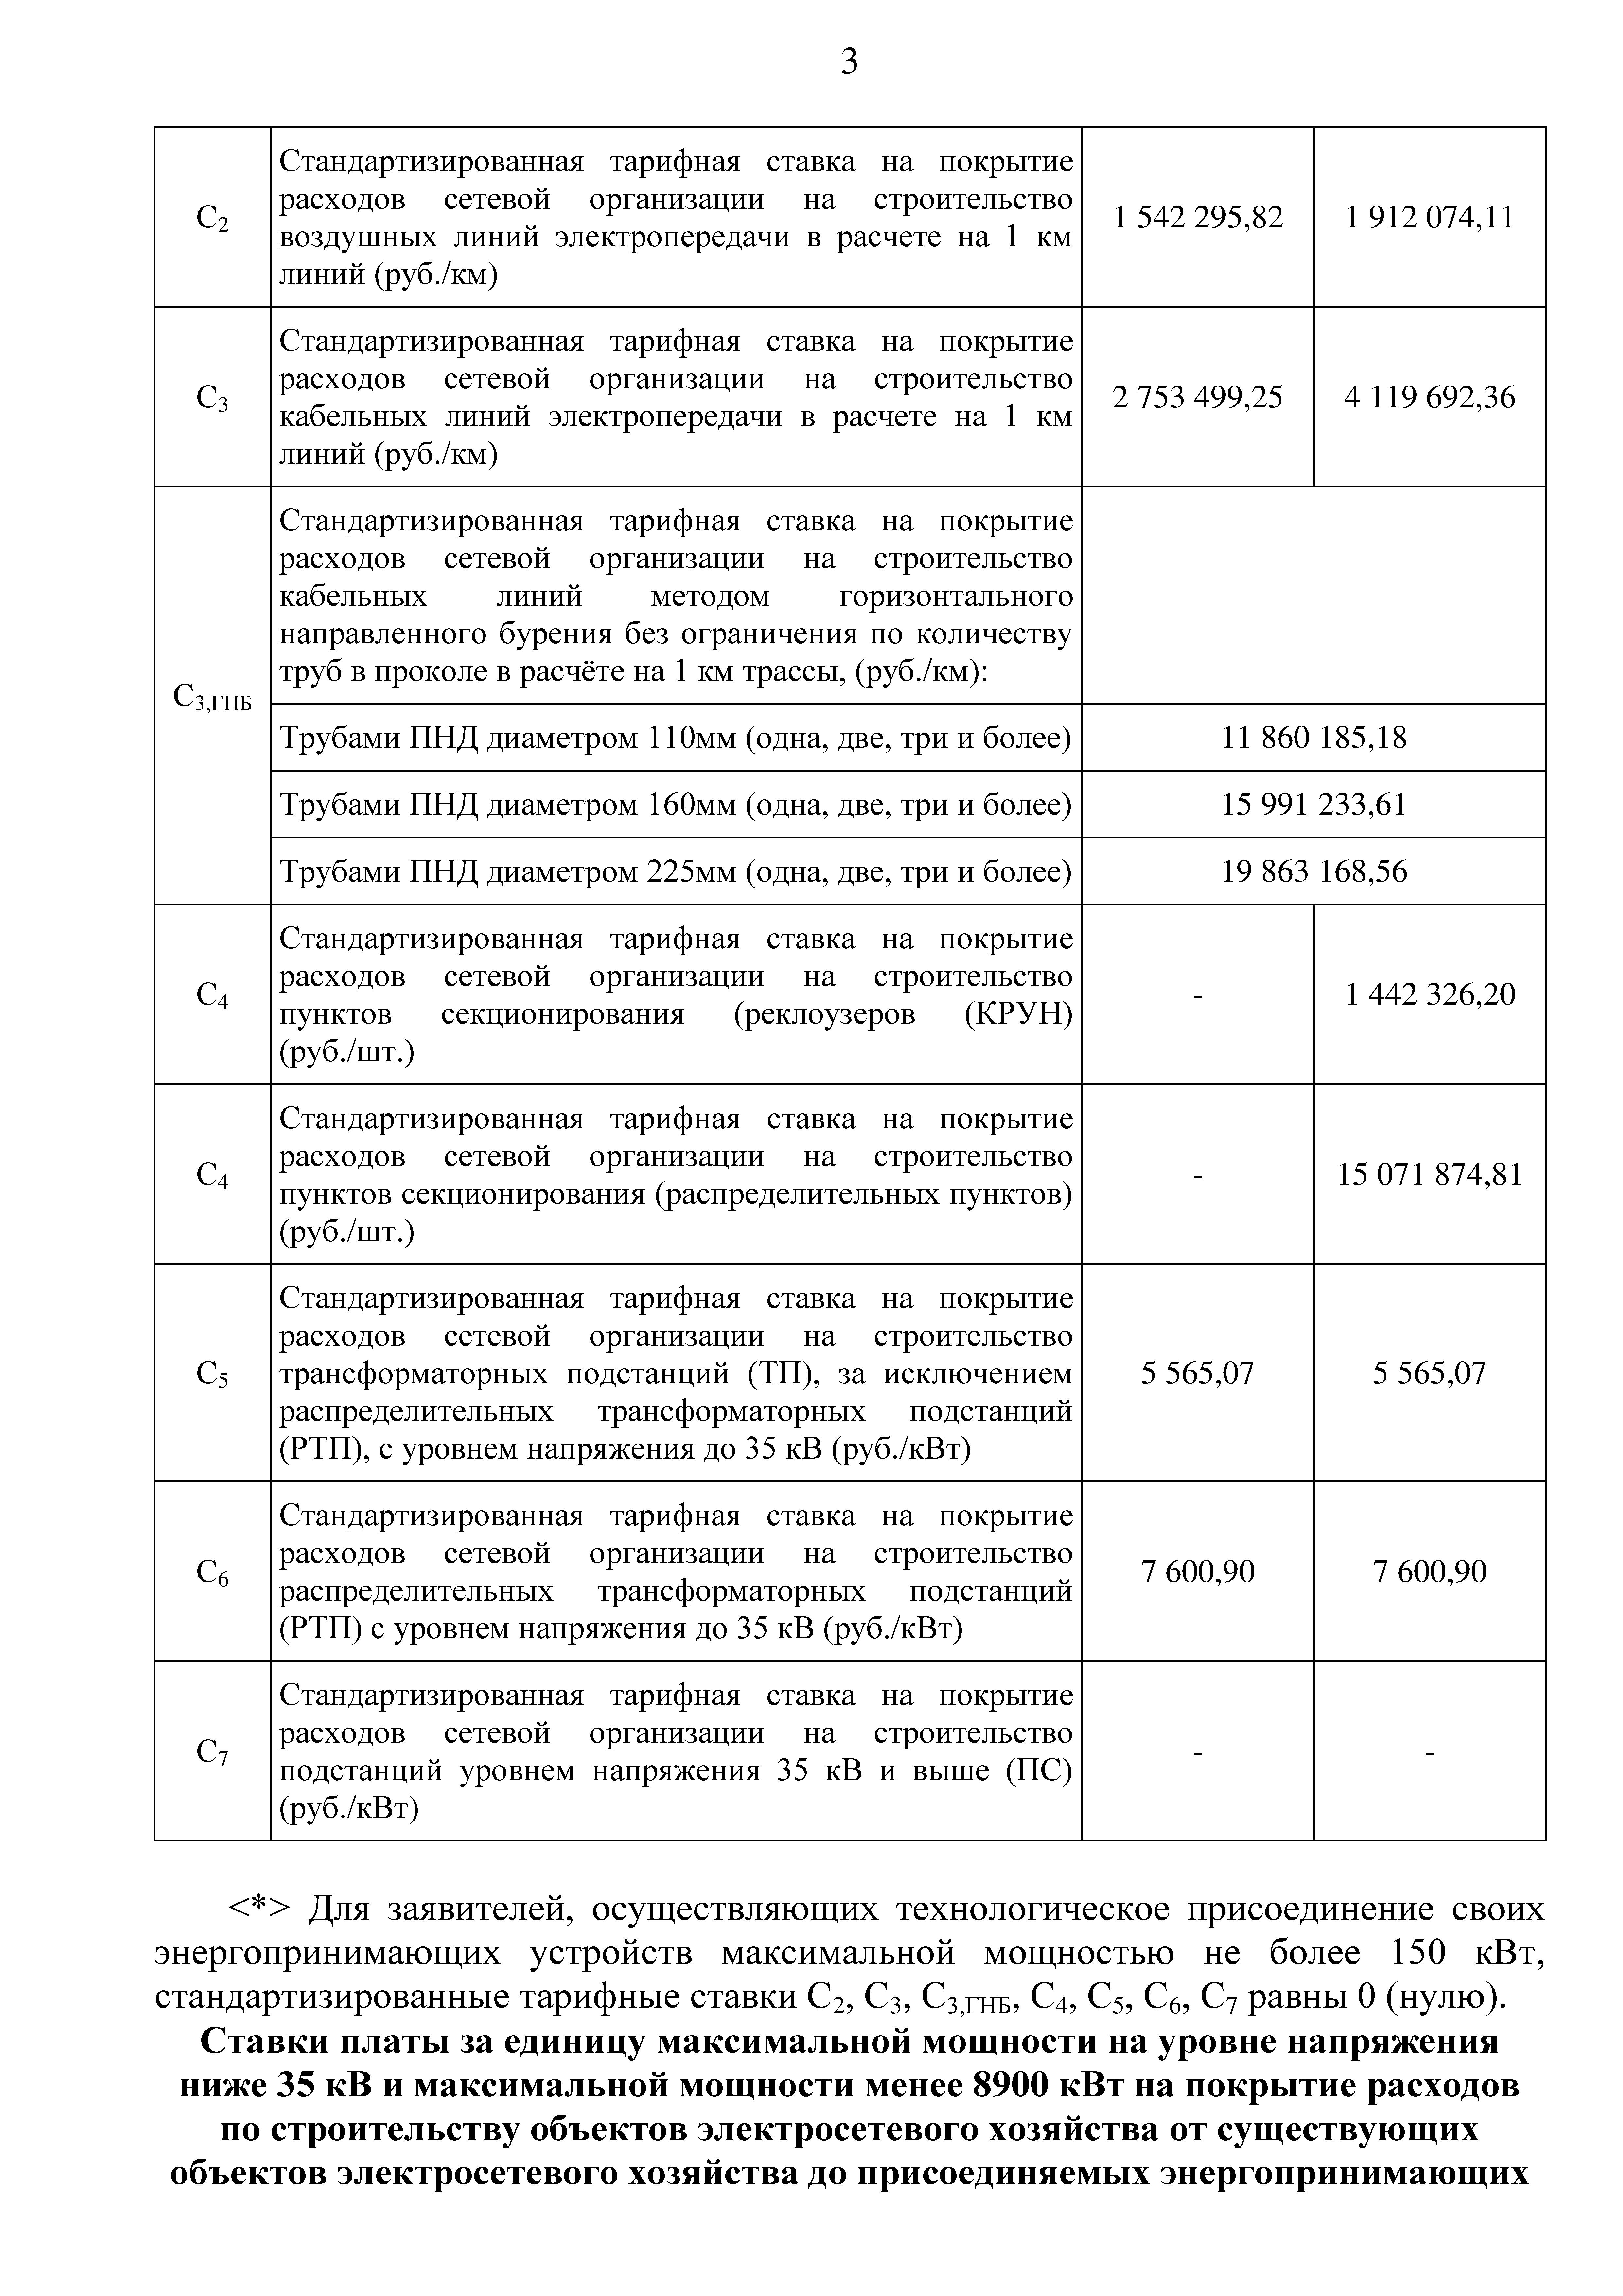 3
С2
Стандартизированная тарифная ставка на покрытие
расходов сетевой организации на строительство
воздушных линий электропередачи в расчете на 1 км
линий (руб./км)
1 542 295,82
1 912 074,11
С3
Стандартизированная тарифная ставка на покрытие
расходов сетевой организации на строительство
кабельных линий электропередачи в расчете на 1 км
линий (руб./км)
2 753 499,25
4 119 692,36
С3,ГНБ
Стандартизированная тарифная ставка на покрытие
расходов сетевой организации на строительство
кабельных линий методом горизонтального
направленного бурения без ограничения по количеству
труб в проколе в расчёте на 1 км трассы, (руб./км):
Трубами ПНД диаметром 110мм (одна, две, три и более)
11 860 185,18
Трубами ПНД диаметром 160мм (одна, две, три и более)
15 991 233,61
Трубами ПНД диаметром 225мм (одна, две, три и более)
19 863 168,56
С4
Стандартизированная тарифная ставка на покрытие
расходов сетевой организации на строительство
пунктов секционирования (реклоузеров (КРУН)
(руб./шт.)
-
1 442 326,20
С4
Стандартизированная тарифная ставка на покрытие
расходов сетевой организации на строительство
пунктов секционирования (распределительных пунктов)
(руб./шт.)
-
15 071 874,81
С5
Стандартизированная тарифная ставка на покрытие
расходов сетевой организации на строительство
трансформаторных подстанций (ТП), за исключением
распределительных трансформаторных подстанций
(РТП), с уровнем напряжения до 35 кВ (руб./кВт)
5 565,07
5 565,07
С6
Стандартизированная тарифная ставка на покрытие
расходов сетевой организации на строительство
распределительных трансформаторных подстанций
(РТП) с уровнем напряжения до 35 кВ (руб./кВт)
7 600,90
7 600,90
С7
Стандартизированная тарифная ставка на покрытие
расходов сетевой организации на строительство
подстанций уровнем напряжения 35 кВ и выше (ПС)
(руб./кВт)
-
-
<*> Для заявителей, осуществляющих технологическое присоединение своих
энергопринимающих устройств максимальной мощностью не более 150 кВт,
стандартизированные тарифные ставки С2, С3, С3,ГНБ, С4, С5, С6, С7 равны 0 (нулю).
Ставки платы за единицу максимальной мощности на уровне напряжения
ниже 35 кВ и максимальной мощности менее 8900 кВт на покрытие расходов
по строительству объектов электросетевого хозяйства от существующих
объектов электросетевого хозяйства до присоединяемых энергопринимающих